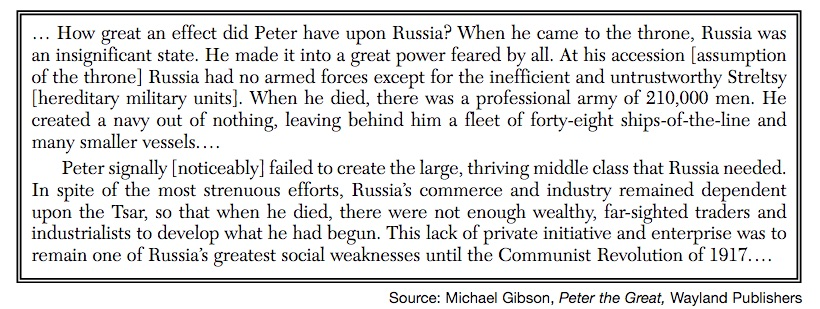 … How great an effect did Peter have upon Russia? When he came to the throne, Russia was
an insignificant state. He made it into a great power feared by all. At his accession [assumption
of the throne] Russia had no armed forces except for the inefficient and untrustworthy Streltsy
[hereditary military units]. When he died, there was a professional army of 210,000 men. He
created a navy out of nothing, leaving behind him a fleet of forty-eight ships-of-the-line and
many smaller vessels.…
Peter signally [noticeably] failed to create the large, thriving middle class that Russia needed.
In spite of the most strenuous efforts, Russia’s commerce and industry remained dependent
upon the Tsar, so that when he died, there were not enough wealthy, far-sighted traders and
industrialists to develop what he had begun. This lack of private initiative and enterprise was to
remain one of Russia’s greatest social weaknesses until the Communist Revolution of 1917.…
Source: Michael Gibson, Peter the Great, Wayland Publishers